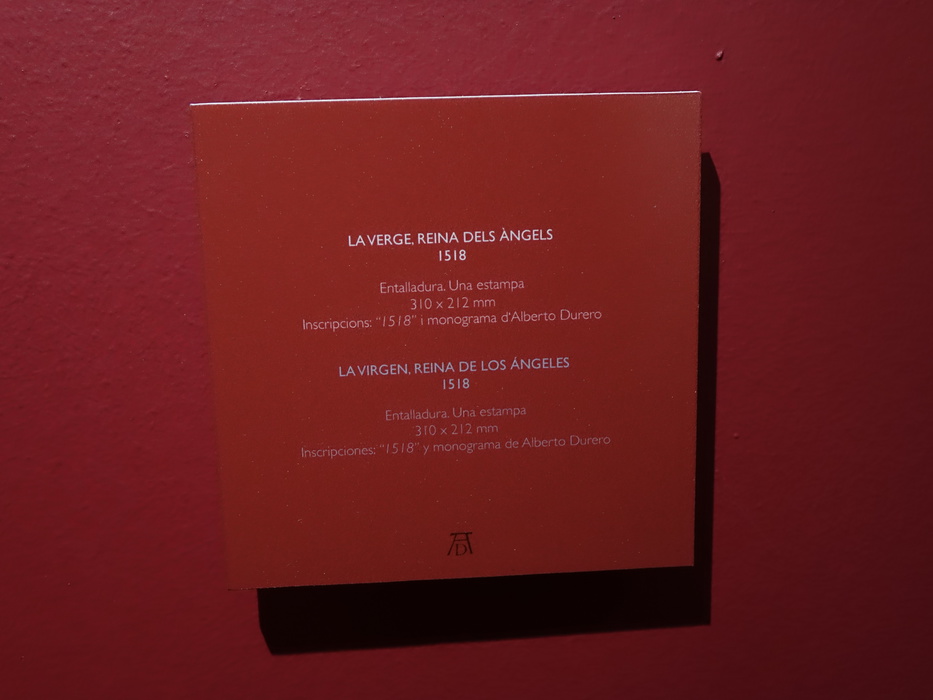 LA VERGE, REINA DELS ÀNGELS
1518
Entalladura. Una estampa
310 x 212 mm
Inscripcions: “1518” i monograma d'Alberto Durero
LA VIRGEN, REINA DE LOS ÁNGELES
1518
Entalladura. Una estampa
310 x 212 mm
Inscripciones: “1518” y monograma de Alberto Durero
AD